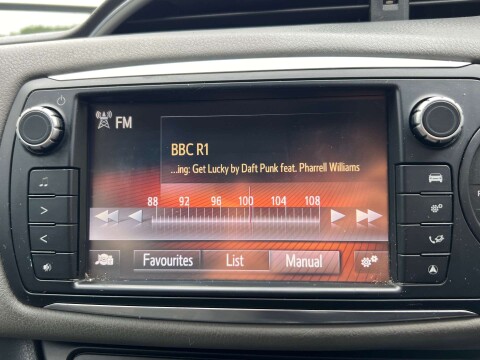 FM
BBC R1
...ing: Get Lucky by Daft Punk feat. Pharrell Williams
88 92 96 100 104 108
Favourites List Manual